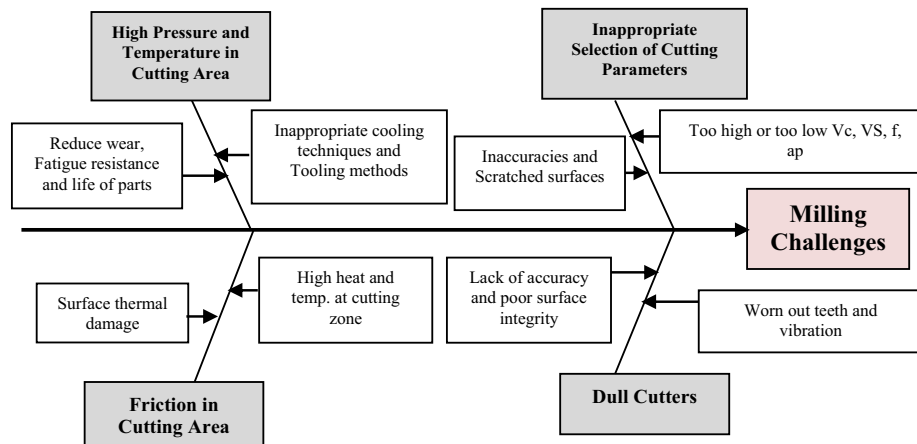 High Pressure and
Temperature in
Cutting Area
Inappropriate
Selection of Cutting
Parameters
Reduce wear,
Fatigue resistance
and life of parts
Inappropriate cooling
techniques and
Tooling methods
Inaccuracies and
Scratched surfaces
Too high or too low Vc, VS, f,
ap
Milling
Challenges
Surface thermal
damage
High heat and
temp. at cutting
zone
Lack of accuracy
and poor surface
integrity
Worn out teeth and
vibration
Friction in
Cutting Area
Dull Cutters